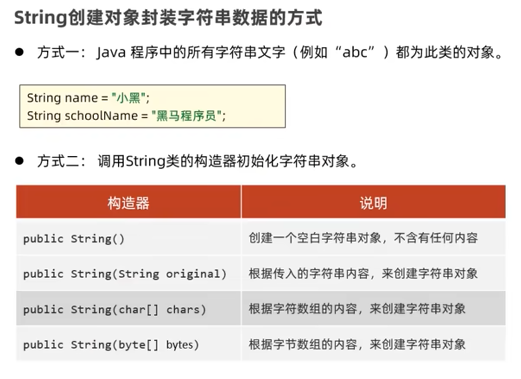 String创建对象封装字符串数据的方式
● 方式一： Java 程序中的所有字符串文字（例如“abc”）都为此类的对象。
String name = "小黑";
String schoolName = "黑马程序员";
● 方式二： 调用String类的构造器初始化字符串对象。
构造器 说明
public String() 创建一个空白字符串对象，不含有任何内容
public String(String original) 根据传入的字符串内容，来创建字符串对象
public String(char[] chars) 根据字符数组的内容，来创建字符串对象
public String(byte[] bytes) 根据字节数组的内容，来创建字符串对象